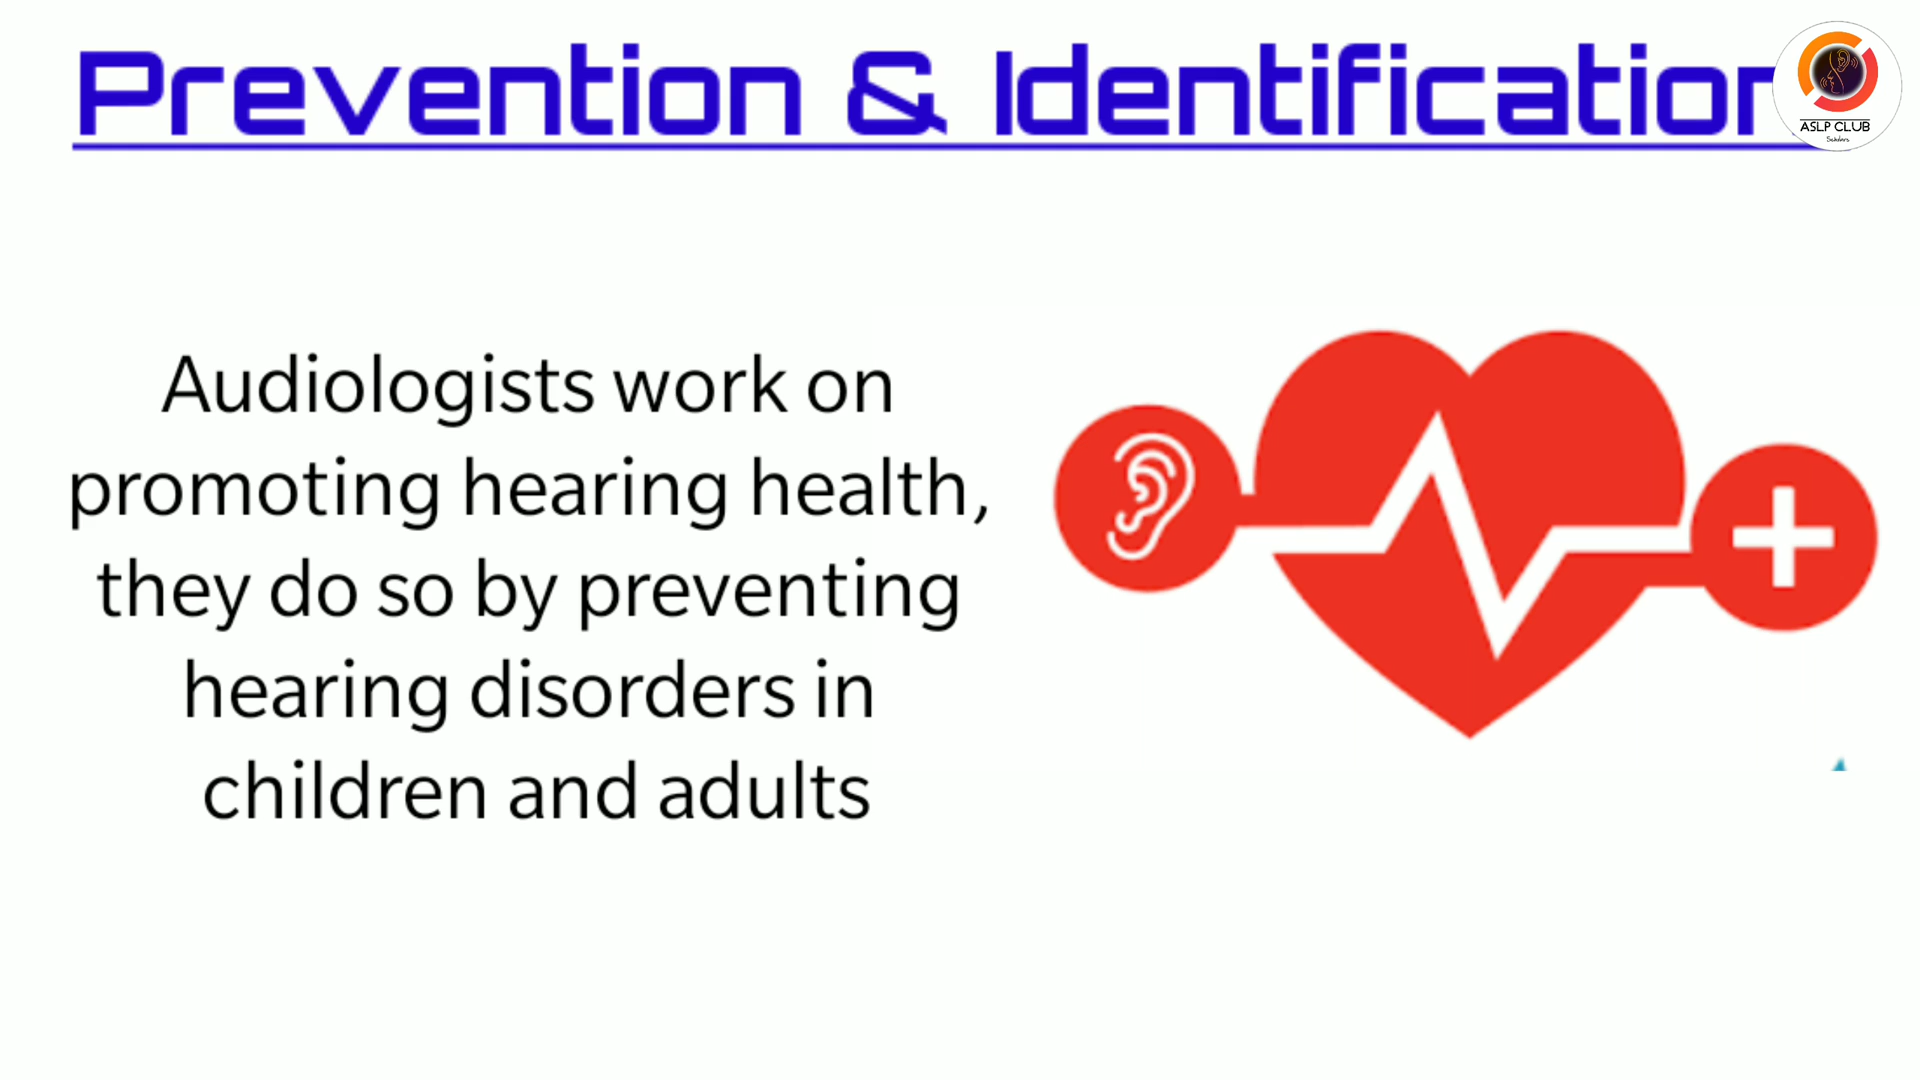 Prevention & Identification
ASLP CLUB
Scholars
Audiologists work on
promoting hearing health,
they do so by preventing
hearing disorders in
children and adults